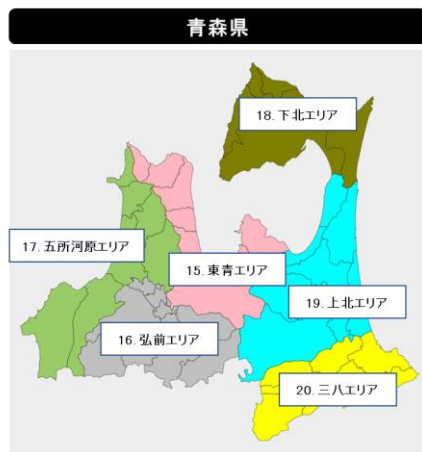 青森県
18.下北エリア
17.五所河原エリア
15.東青エリア
19.上北エリア
16.弘前エリア
20.三八エリア